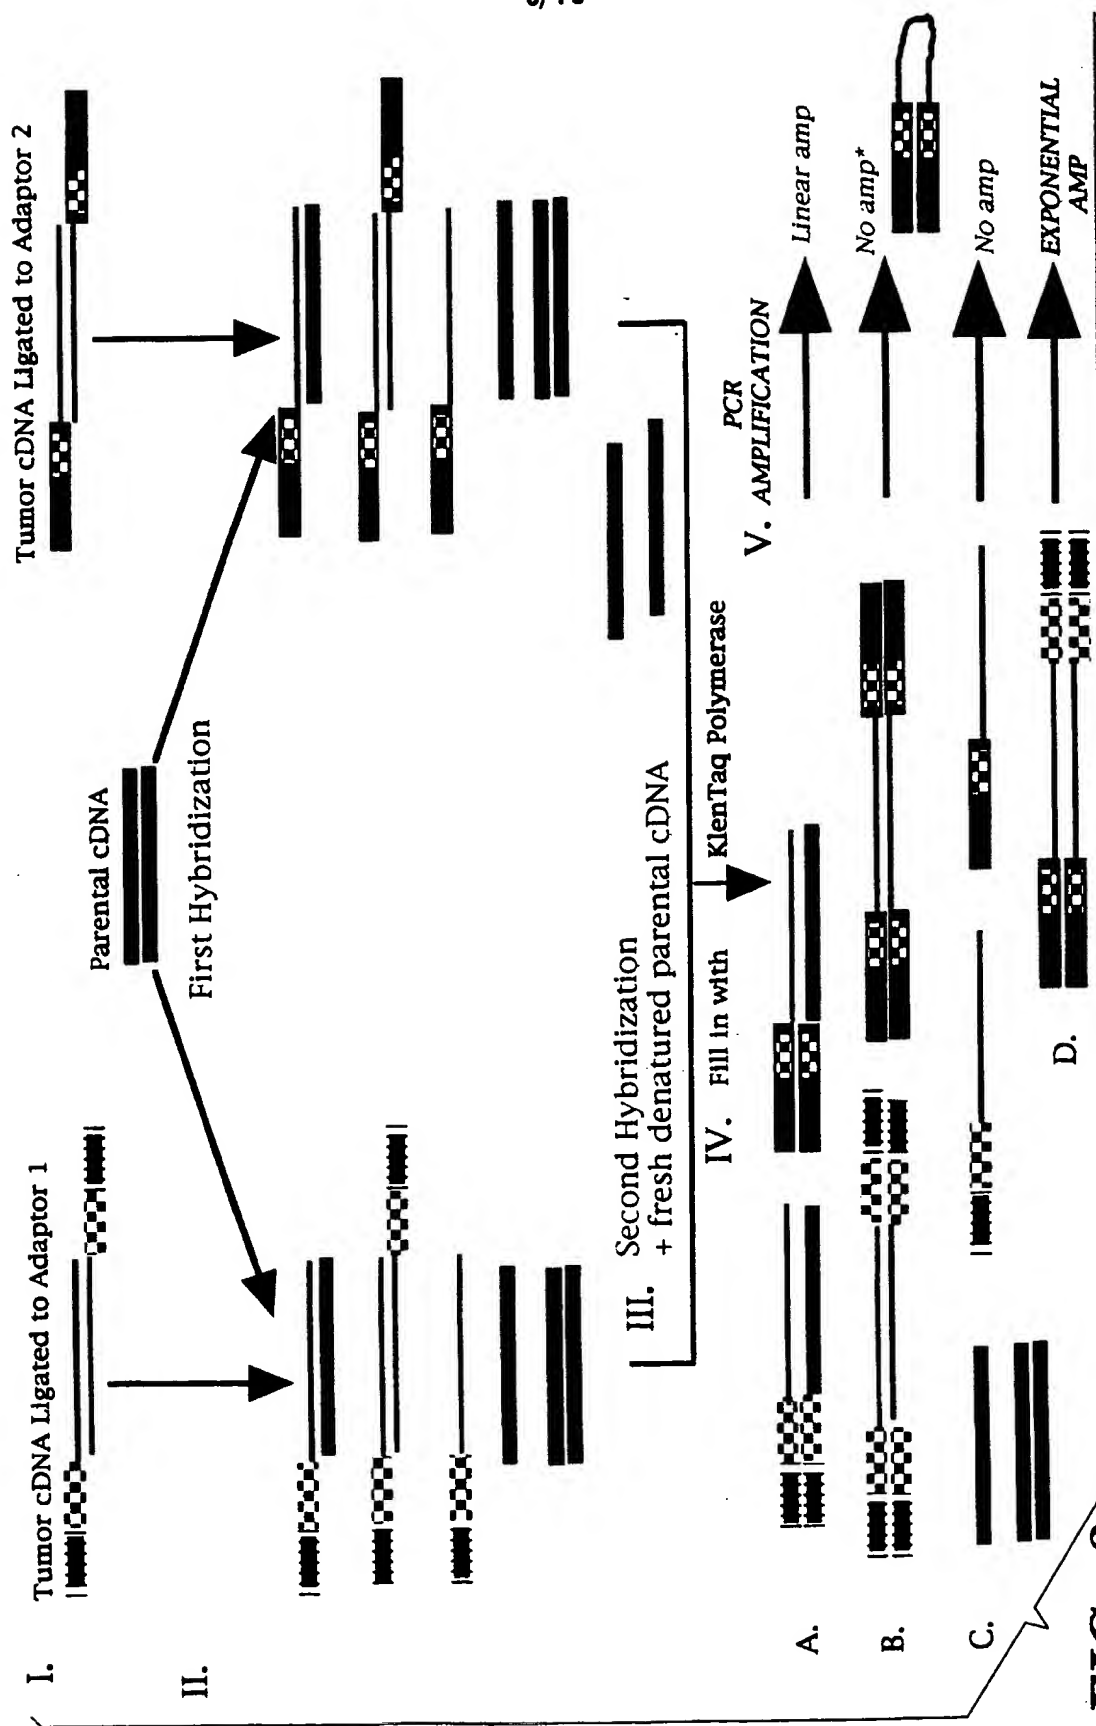 I.
Tumor cDNA Ligated to Adaptor 1
Parental cDNA
Tumor cDNA Ligated to Adaptor 2
First Hybridization
II.
III. Second Hybridization
+ fresh denatured parental cDNA
IV. Fill in with KlenTaq Polymerase
V. PCR
AMPLIFICATION
A.
Linear amp
B.
No amp*
C.
No amp
D.
EXPONENTIAL
AMP